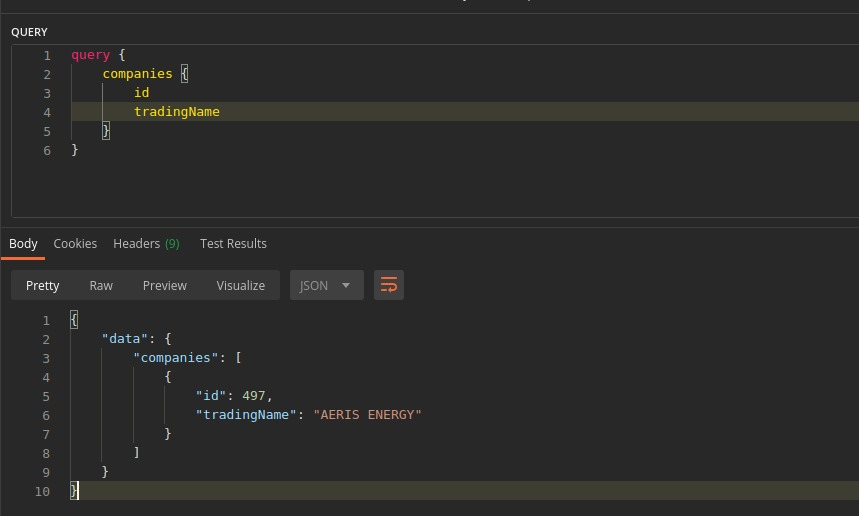 QUERY
1 query {
2     companies {
3         id
4         tradingName
5     }
6 }
Body Cookies Headers (9) Test Results
Pretty Raw Preview Visualize JSON
1 {
2     "data": {
3         "companies": [
4             {
5                 "id": 497,
6                 "tradingName": "AERIS ENERGY"
7             }
8         ]
9     }
10 }